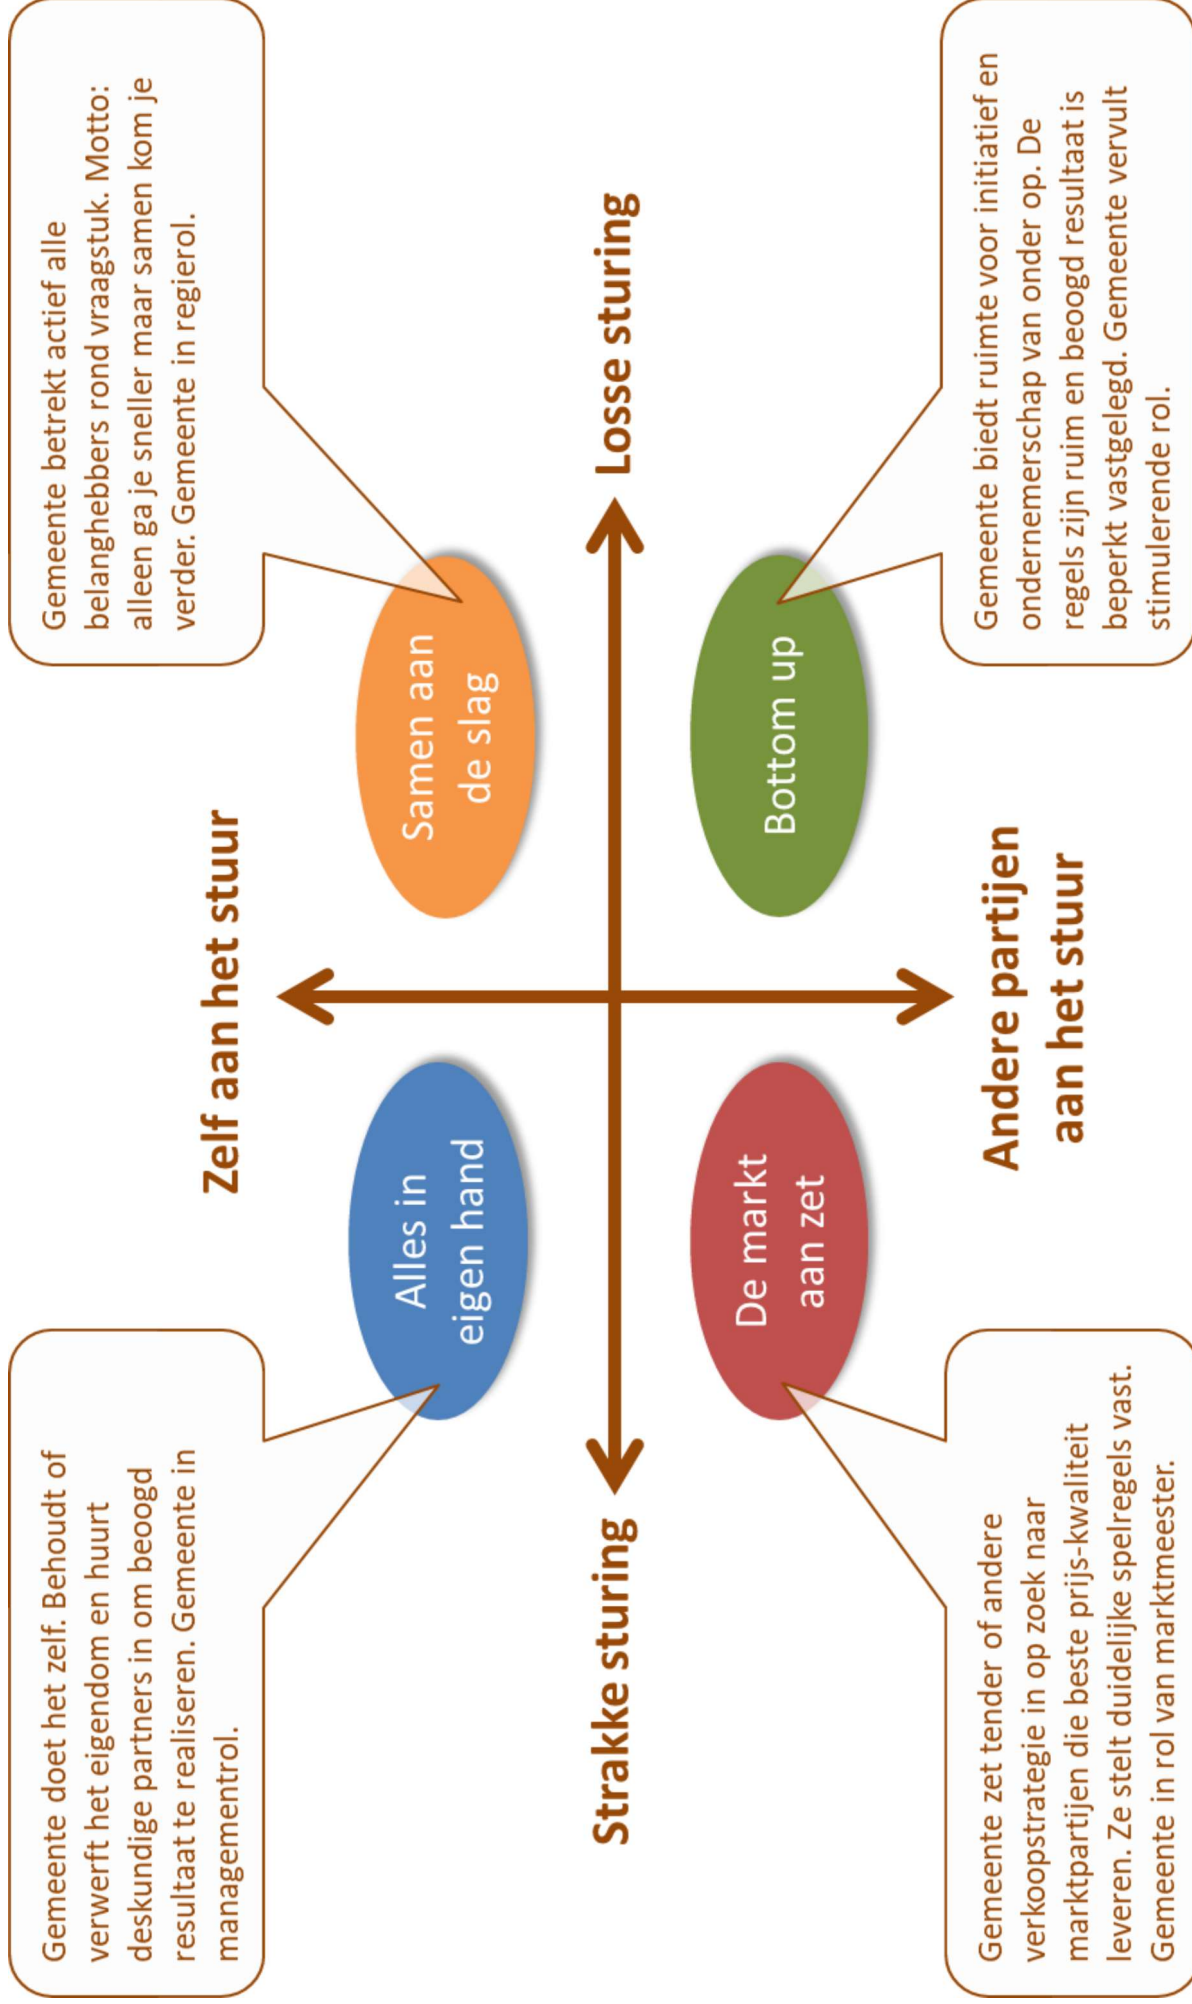 Gemeente doet het zelf. Behoudt of
verwerft het eigendom en huurt
deskundige partners in om beoogd
resultaat te realiseren. Gemeente in
managementrol.
Zelf aan het stuur
Gemeente betrekt actief alle
belanghebbers rond vraagstuk. Motto:
alleen ga je sneller maar samen kom je
verder. Gemeente in regierol.
Alles in
eigen hand
Samen aan
de slag
Strakke sturing
Losse sturing
De markt
aan zet
Bottom up
Gemeente zet tender of andere
verkoopstrategie in op zoek naar
marktpartijen die beste prijs-kwaliteit
leveren. Ze stelt duidelijke spelregels vast.
Gemeente in rol van marktmeester.
Andere partijen
aan het stuur
Gemeente biedt ruimte voor initiatief en
ondernemerschap van onder op. De
regels zijn ruim en beoogd resultaat is
beperkt vastgelegd. Gemeente vervult
stimulerende rol.